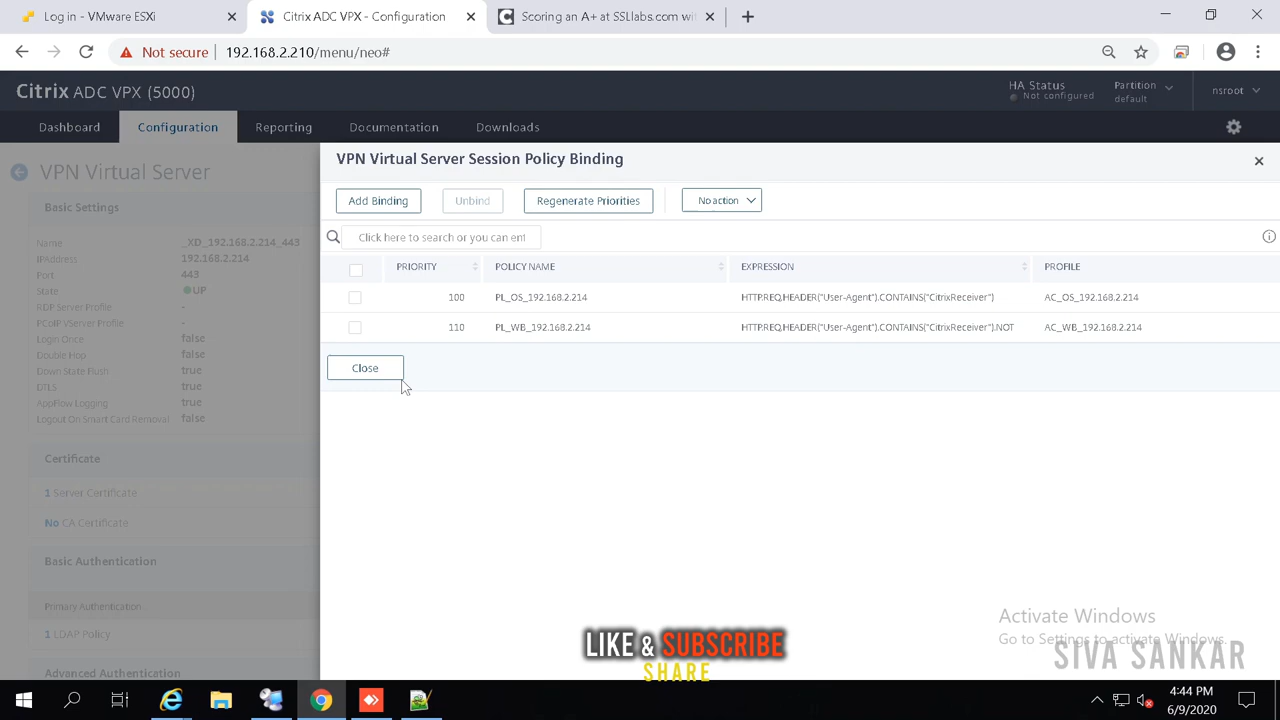 Log in - VMware ESXi
Citrix ADC VPX - Configuration
Scoring an A+ at SSLlabs.com wi
Not secure
192.168.2.210/menu/neo#
Citrix ADC VPX (5000)
HA Status
Not configured
Partition
default
nsroot
Dashboard
Configuration
Reporting
Documentation
Downloads
VPN Virtual Server
Basic Settings
Name _XD_192.168.2.214_443
IPAddress 192.168.2.214
Port 443
State UP
RDP Server Profile -
PCoIP VServer Profile -
Login Once false
Double Hop false
Down State Flush true
DTLS true
AppFlow Logging true
Logout On Smart Card Removal false
Certificate
1 Server Certificate
No CA Certificate
Basic Authentication
Primary Authentication
1 LDAP Policy
Advanced Authentication
VPN Virtual Server Session Policy Binding
Add Binding
Unbind
Regenerate Priorities
No action
Click here to search or you can ent
PRIORITY POLICY NAME EXPRESSION PROFILE
100 PL_OS_192.168.2.214 HTTP.REQ.HEADER("User-Agent").CONTAINS("CitrixReceiver") AC_OS_192.168.2.214
110 PL_WB_192.168.2.214 HTTP.REQ.HEADER("User-Agent").CONTAINS("CitrixReceiver").NOT AC_WB_192.168.2.214
Close
Activate Windows
Go to Settings to activate Windows.
SIVA SANKAR
LIKE & SUBSCRIBE
SHARE
4:44 PM
6/9/2020